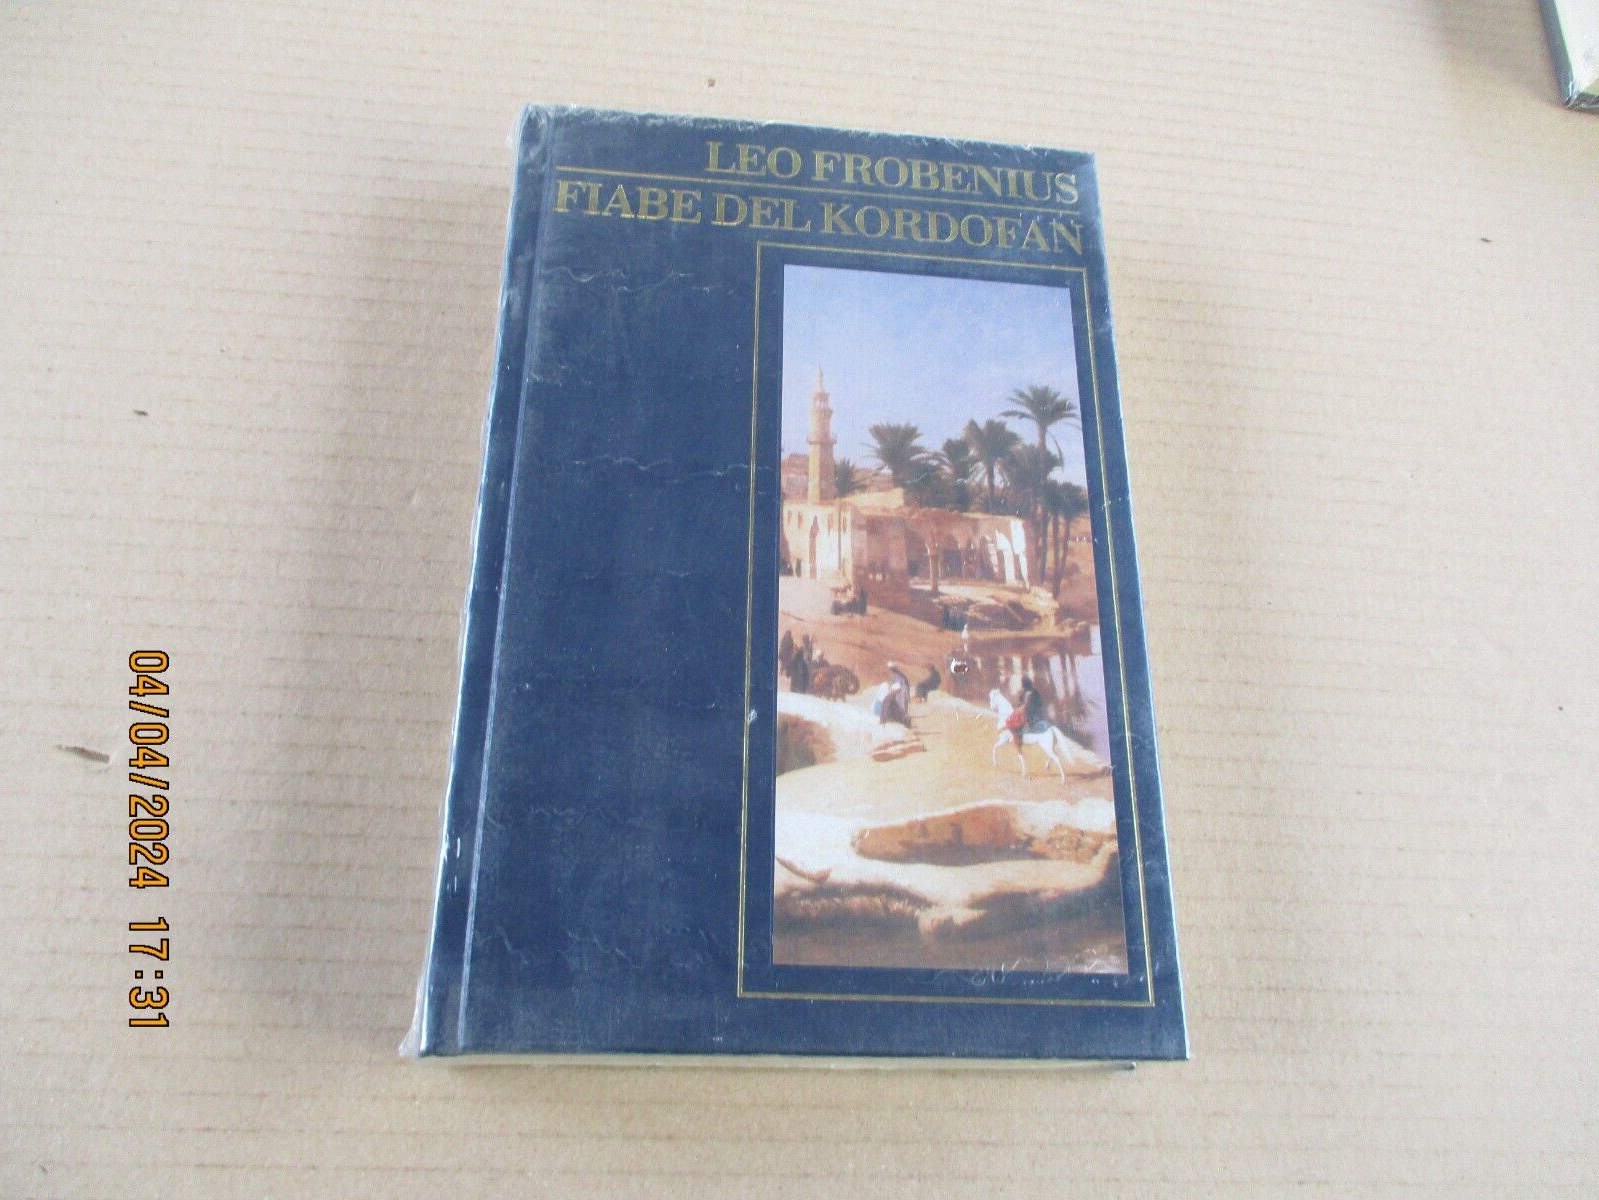 LEO FROBENIUS
FIABE DEL KORDOFAN
04/04/2024 17:31